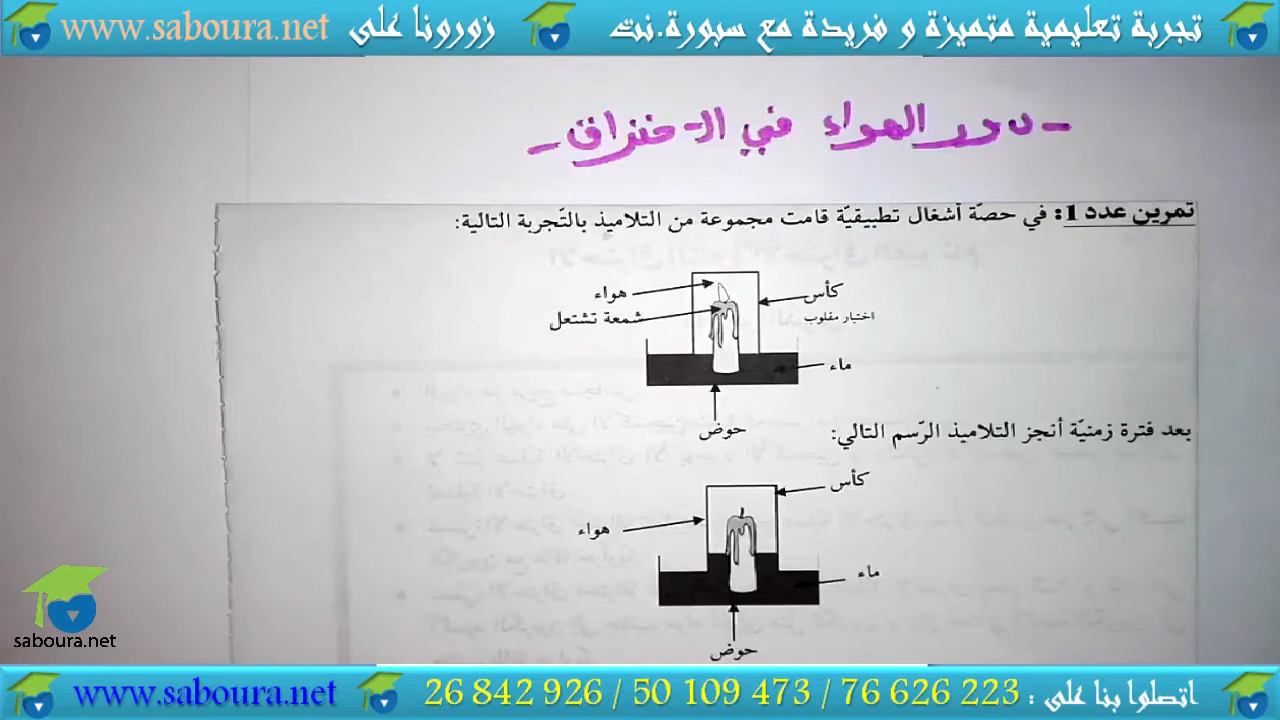 تجربة تعليمية متميزة و فريدة مع سبورة.نت زورونا على www.saboura.net
- دور الهواء في الاحتراق -
تمرين عدد 1: في حصّة أشغال تطبيقيّة قامت مجموعة من التلاميذ بالتّجربة التالية:
كأس
هواء
اختبار مقلوب
شمعة تشتعل
ماء
حوض
بعد فترة زمنيّة أنجز التلاميذ الرّسم التالي:
كأس
هواء
ماء
حوض
saboura.net
اتصلوا بنا على : 26 842 926 / 50 109 473 / 76 626 223 www.saboura.net